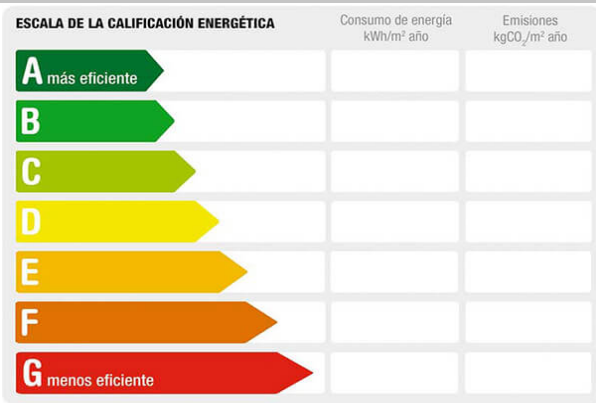 ESCALA DE LA CALIFICACIÓN ENERGÉTICA
Consumo de energía
kWh/m² año
Emisiones
kgCO₂/m² año
A más eficiente
B
C
D
E
F
G menos eficiente